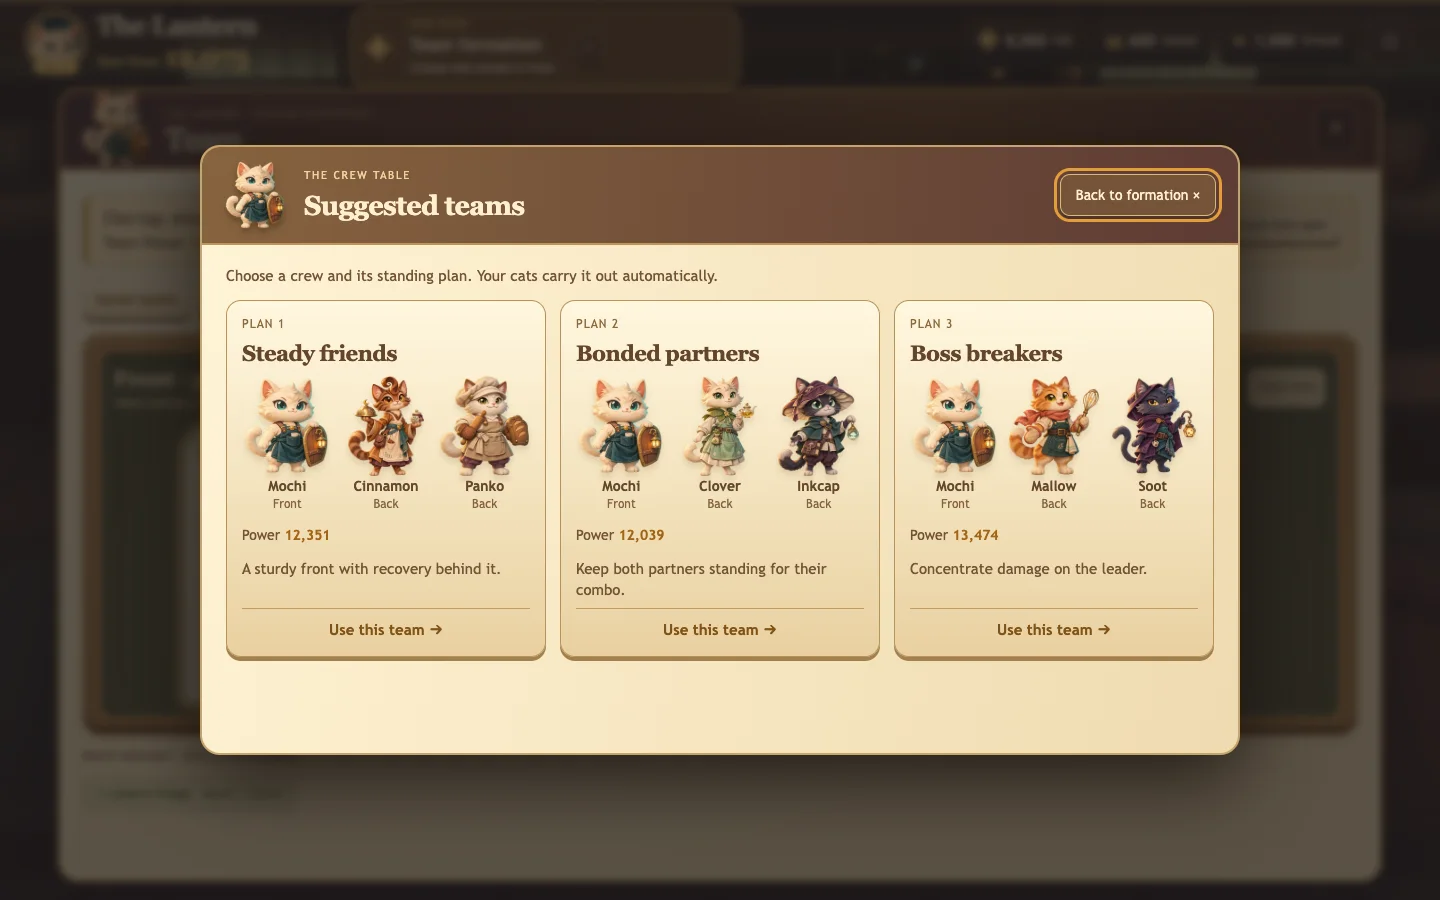 The Lantern
Team formation
THE CREW TABLE
Suggested teams
Back to formation ×
Choose a crew and its standing plan. Your cats carry it out automatically.
PLAN 1
Steady friends
Mochi
Front
Cinnamon
Back
Panko
Back
Power 12,351
A sturdy front with recovery behind it.
Use this team →
PLAN 2
Bonded partners
Mochi
Front
Clover
Back
Inkcap
Back
Power 12,039
Keep both partners standing for their
combo.
Use this team →
PLAN 3
Boss breakers
Mochi
Front
Mallow
Back
Soot
Back
Power 13,474
Concentrate damage on the leader.
Use this team →